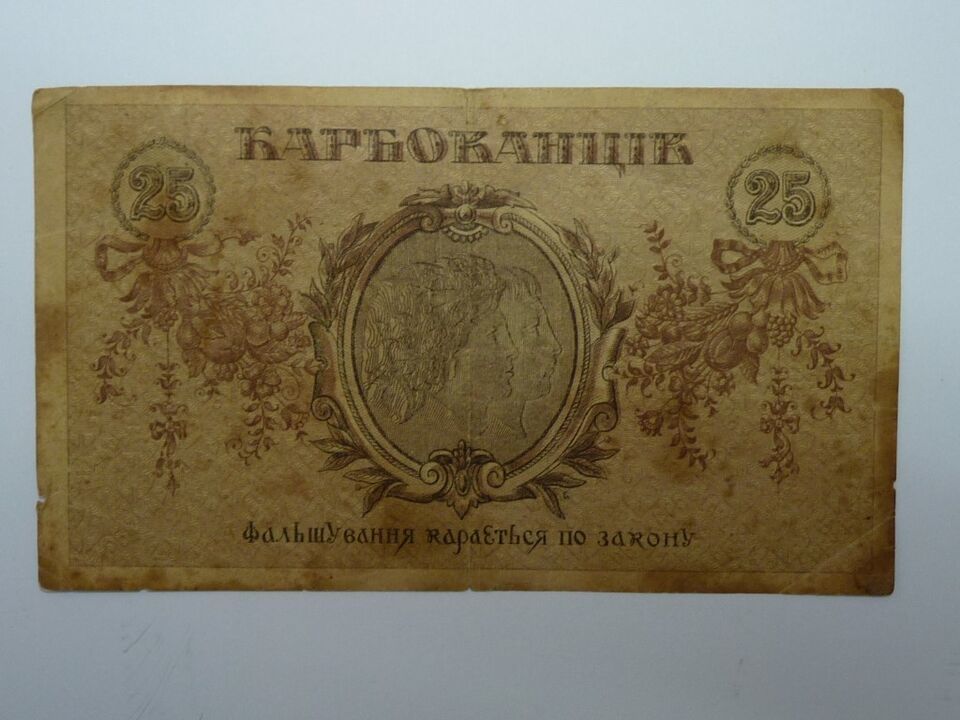 КАРБОВАНЦІВ
25 25
Фальшування карається по закону